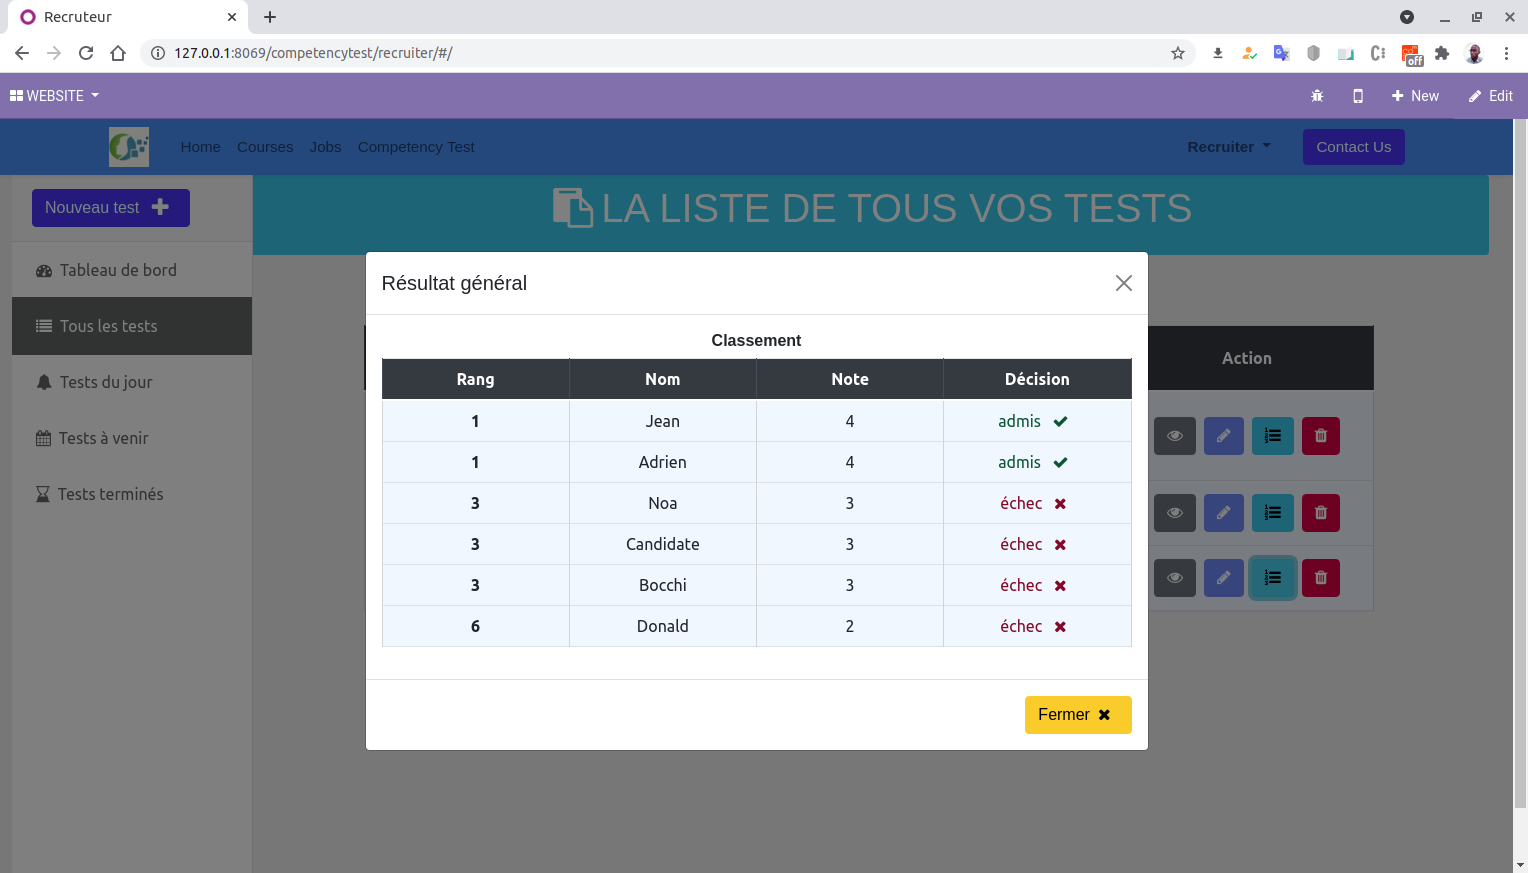 Recruteur
127.0.0.1:8069/competencytest/recruiter/#/
off
WEBSITE
New
Edit
Home Courses Jobs Competency Test
Recruiter
Contact Us
Nouveau test
LA LISTE DE TOUS VOS TESTS
Tableau de bord
Tous les tests
Tests du jour
Tests à venir
Tests terminés
Action
Résultat général
Classement
Rang Nom Note Décision
1 Jean 4 admis
1 Adrien 4 admis
3 Noa 3 échec
3 Candidate 3 échec
3 Bocchi 3 échec
6 Donald 2 échec
Fermer